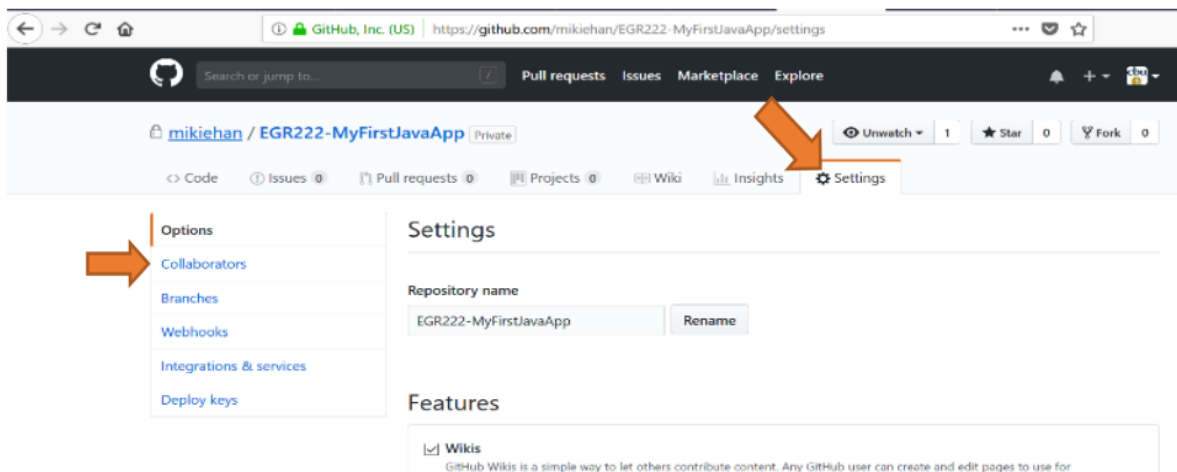 GitHub, Inc. (US) https://github.com/mikiehan/EGR222-MyFirstJavaApp/settings
Search or jump to... / Pull requests Issues Marketplace Explore
mikiehan / EGR222-MyFirstJavaApp Private Unwatch 1 Star 0 Fork 0
<> Code Issues 0 Pull requests 0 Projects 0 Wiki Insights Settings
Options
Collaborators
Branches
Webhooks
Integrations & services
Deploy keys
Settings
Repository name
EGR222-MyFirstJavaApp Rename
Features
Wikis
GitHub Wikis is a simple way to let others contribute content. Any GitHub user can create and edit pages to use for